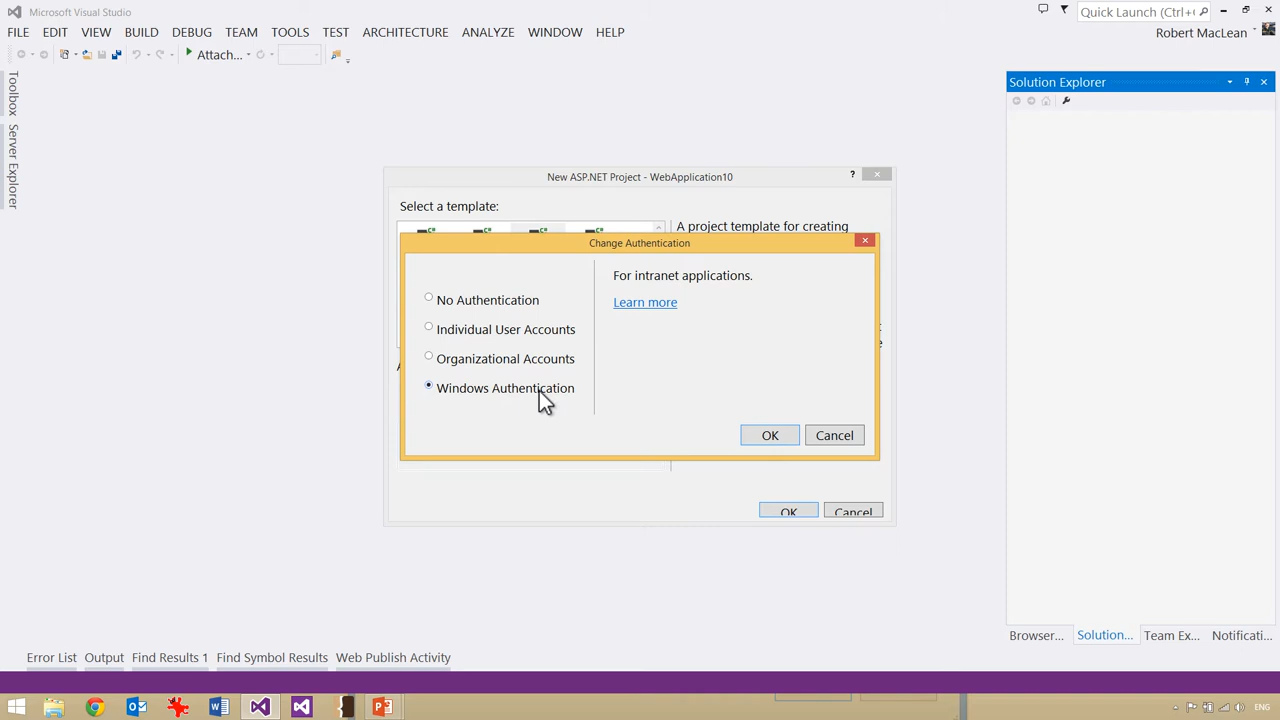 Microsoft Visual Studio
Quick Launch (Ctrl+
FILE EDIT VIEW BUILD DEBUG TEAM TOOLS TEST ARCHITECTURE ANALYZE WINDOW HELP
Robert MacLean
Attach...
Toolbox
Server Explorer
Solution Explorer
New ASP.NET Project - WebApplication10
?
Select a template:
A project template for creating
Change Authentication
No Authentication
Individual User Accounts
Organizational Accounts
Windows Authentication
For intranet applications.
Learn more
OK Cancel
OK Cancel
Browser... Solution... Team Ex... Notificati...
Error List Output Find Results 1 Find Symbol Results Web Publish Activity
ENG